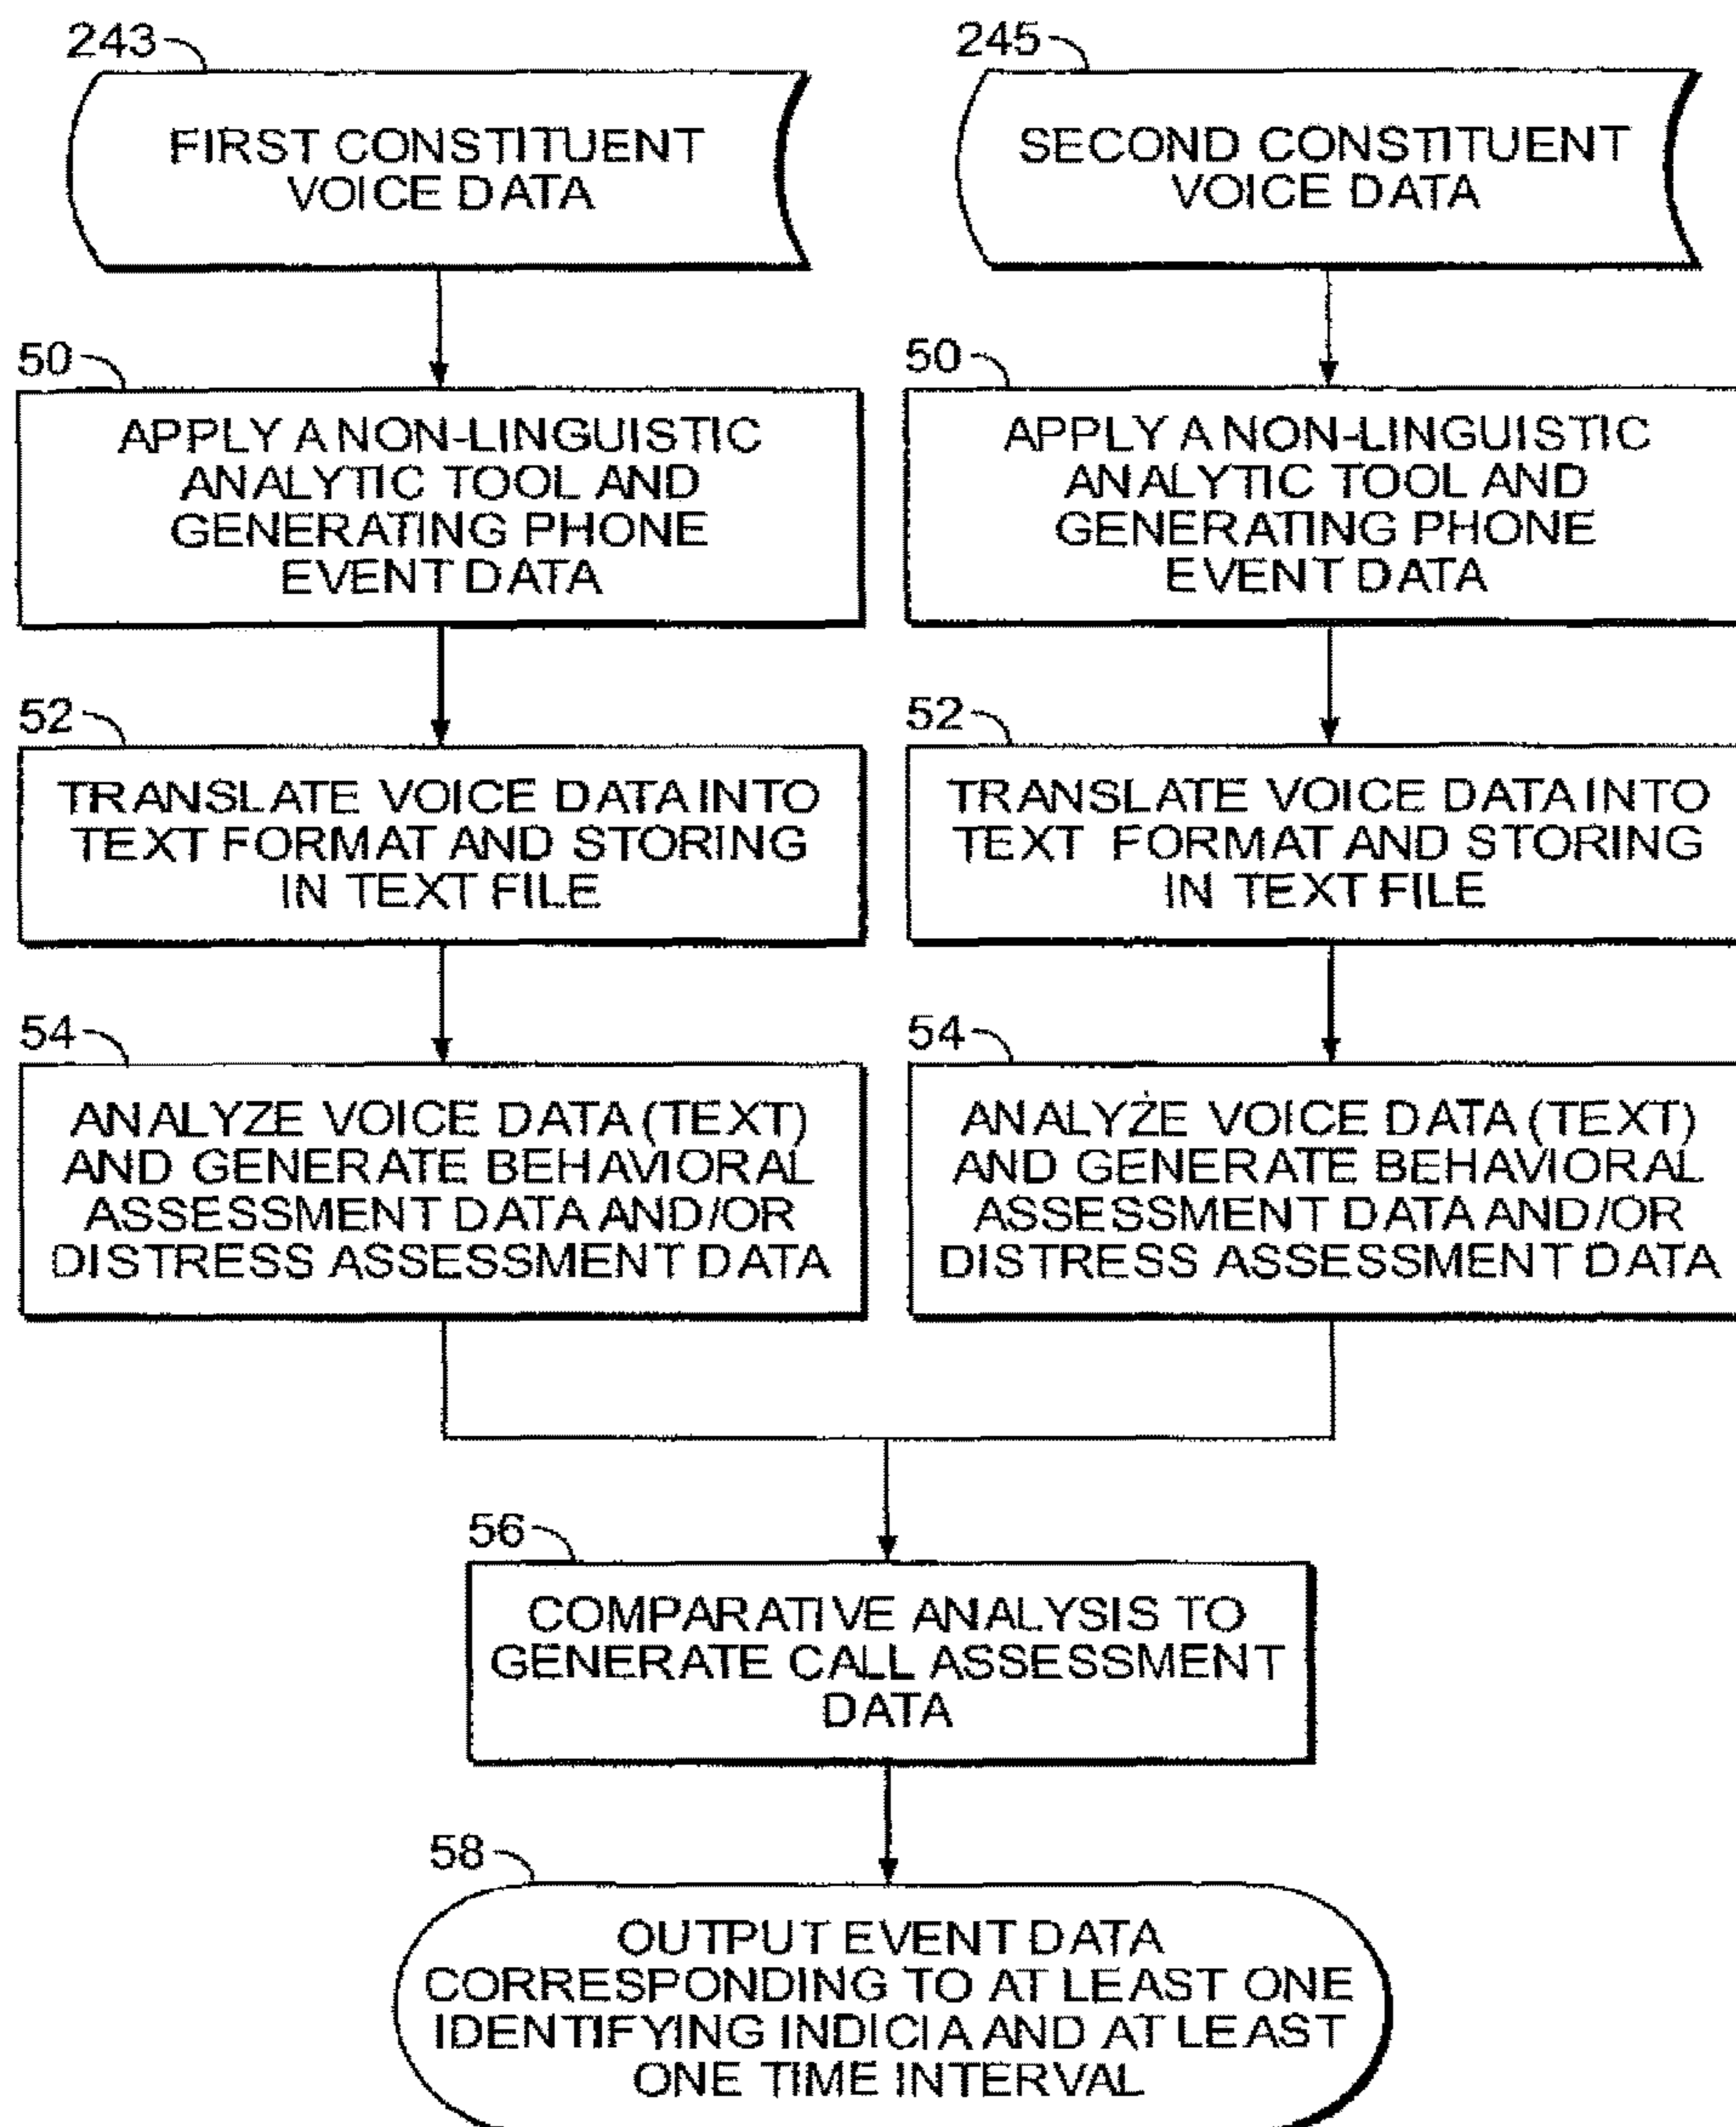 243
FIRST CONSTITUENT
VOICE DATA
50
APPLY A NON-LINGUISTIC
ANALYTIC TOOL AND
GENERATING PHONE
EVENT DATA
52
TRANSLATE VOICE DATA INTO
TEXT FORMAT AND STORING
IN TEXT FILE
54
ANALYZE VOICE DATA (TEXT)
AND GENERATE BEHAVIORAL
ASSESSMENT DATA AND/OR
DISTRESS ASSESSMENT DATA
245
SECOND CONSTITUENT
VOICE DATA
50
APPLY A NON-LINGUISTIC
ANALYTIC TOOL AND
GENERATING PHONE
EVENT DATA
52
TRANSLATE VOICE DATA INTO
TEXT FORMAT AND STORING
IN TEXT FILE
54
ANALYZE VOICE DATA (TEXT)
AND GENERATE BEHAVIORAL
ASSESSMENT DATA AND/OR
DISTRESS ASSESSMENT DATA
56
COMPARATIVE ANALYSIS TO
GENERATE CALL ASSESSMENT
DATA
58
OUTPUT EVENT DATA
CORRESPONDING TO AT LEAST ONE
IDENTIFYING INDICIA AND AT LEAST
ONE TIME INTERVAL